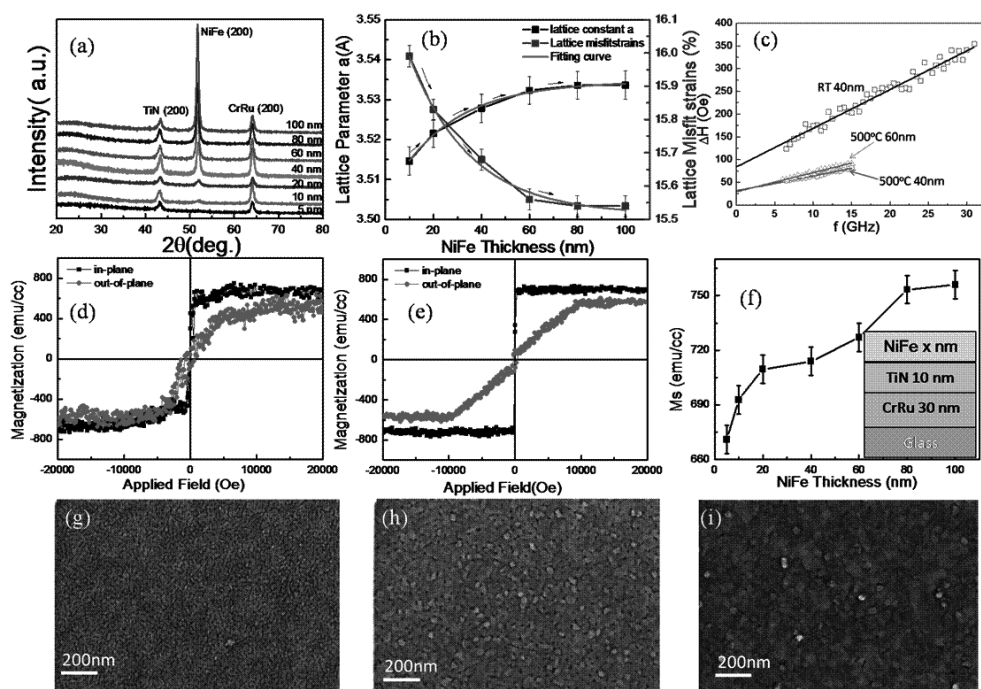 (a)
NiFe (200)
TiN (200)
CrRu (200)
100 nm
80 nm
60 nm
40 nm
20 nm
10 nm
5 nm
Intensity( a.u.)
20 30 40 50 60 70 80
2θ(deg.)
(b)
lattice constant a
Lattice misfitstrains
Fitting curve
Lattice Parameter a(A)
3.55
3.54
3.53
3.52
3.51
3.50
0 20 40 60 80 100
NiFe Thickness (nm)
16.1
16.0
15.9
15.8
15.7
15.6
15.5
Lattice Misfit strains (%)
(c)
ΔH (Oe)
400
350
300
250
200
150
100
50
0
RT 40nm
500ºC 60nm
500ºC 40nm
0 5 10 15 20 25 30
f (GHz)
(d)
in-plane
out-of-plane
Magnetization (emu/cc)
800
400
0
-400
-800
-20000 -10000 0 10000 20000
Applied Field (Oe)
(e)
in-plane
out-of-plane
Magnetization (emu/cc)
800
400
0
-400
-800
-20000 -10000 0 10000 20000
Applied Field(Oe)
(f)
Ms (emu/cc)
750
720
690
660
0 20 40 60 80 100
NiFe Thickness (nm)
NiFe x nm
TiN 10 nm
CrRu 30 nm
Glass
(g)
200nm
(h)
200nm
(i)
200nm